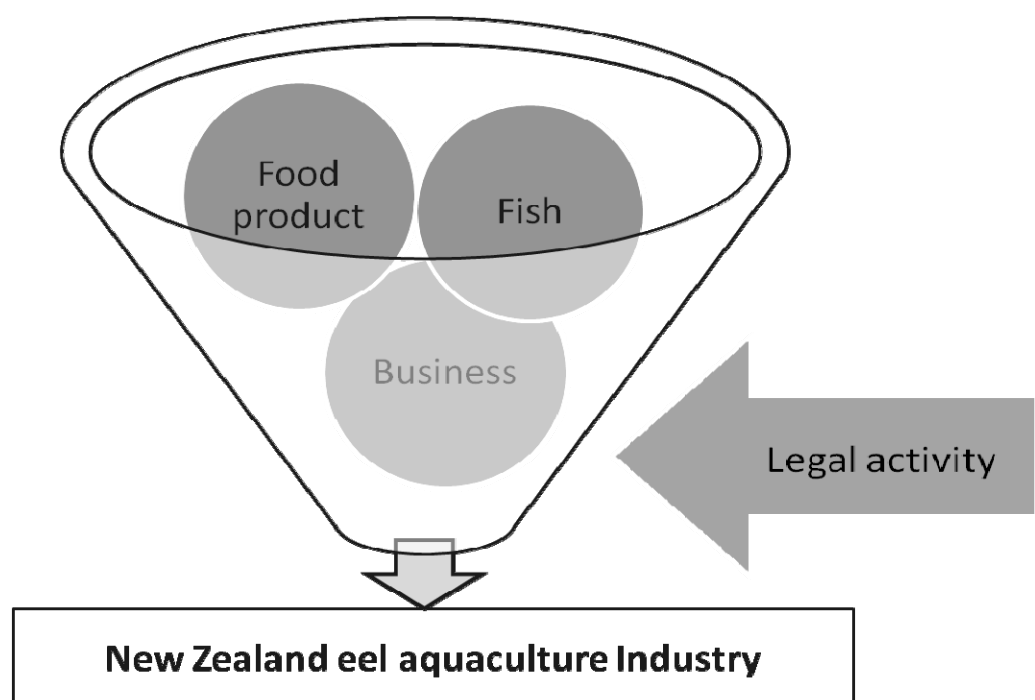 Food
product
Fish
Business
Legal activity
New Zealand eel aquaculture Industry